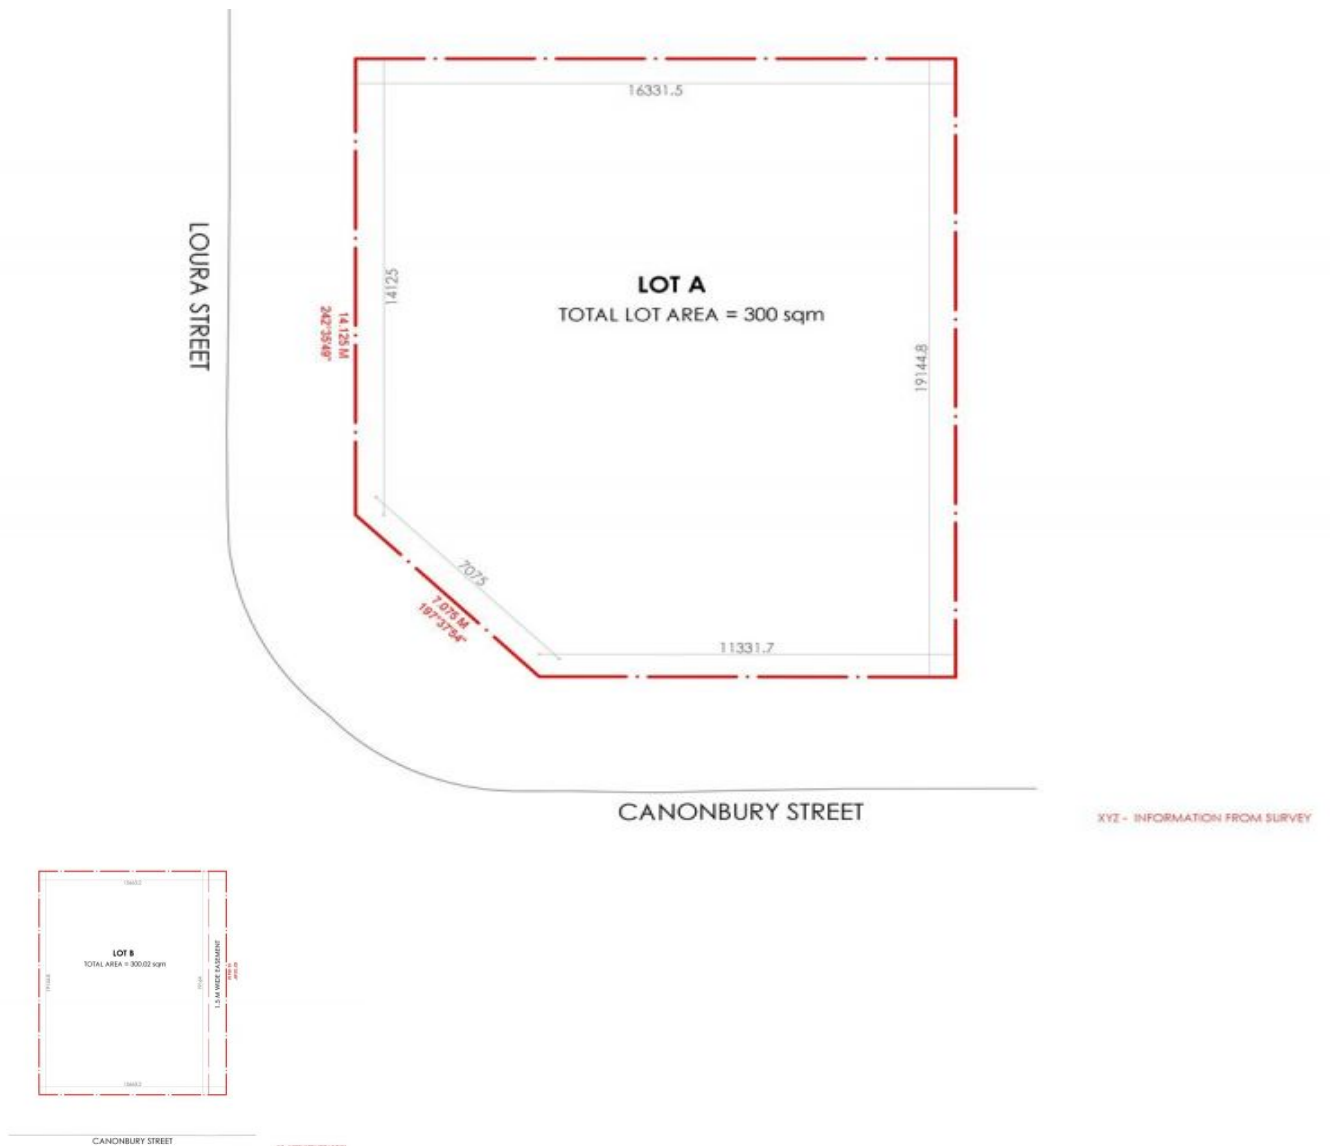 16331.5
LOURA STREET
14125
14.125 M
242°35'49"
LOT A
TOTAL LOT AREA = 300 sqm
19144.8
7075
7.075 M
197°37'54"
11331.7
CANONBURY STREET
XYZ - INFORMATION FROM SURVEY
LOT B
TOTAL AREA = 300.02 sqm
1.5 M WIDE EASEMENT
CANONBURY STREET